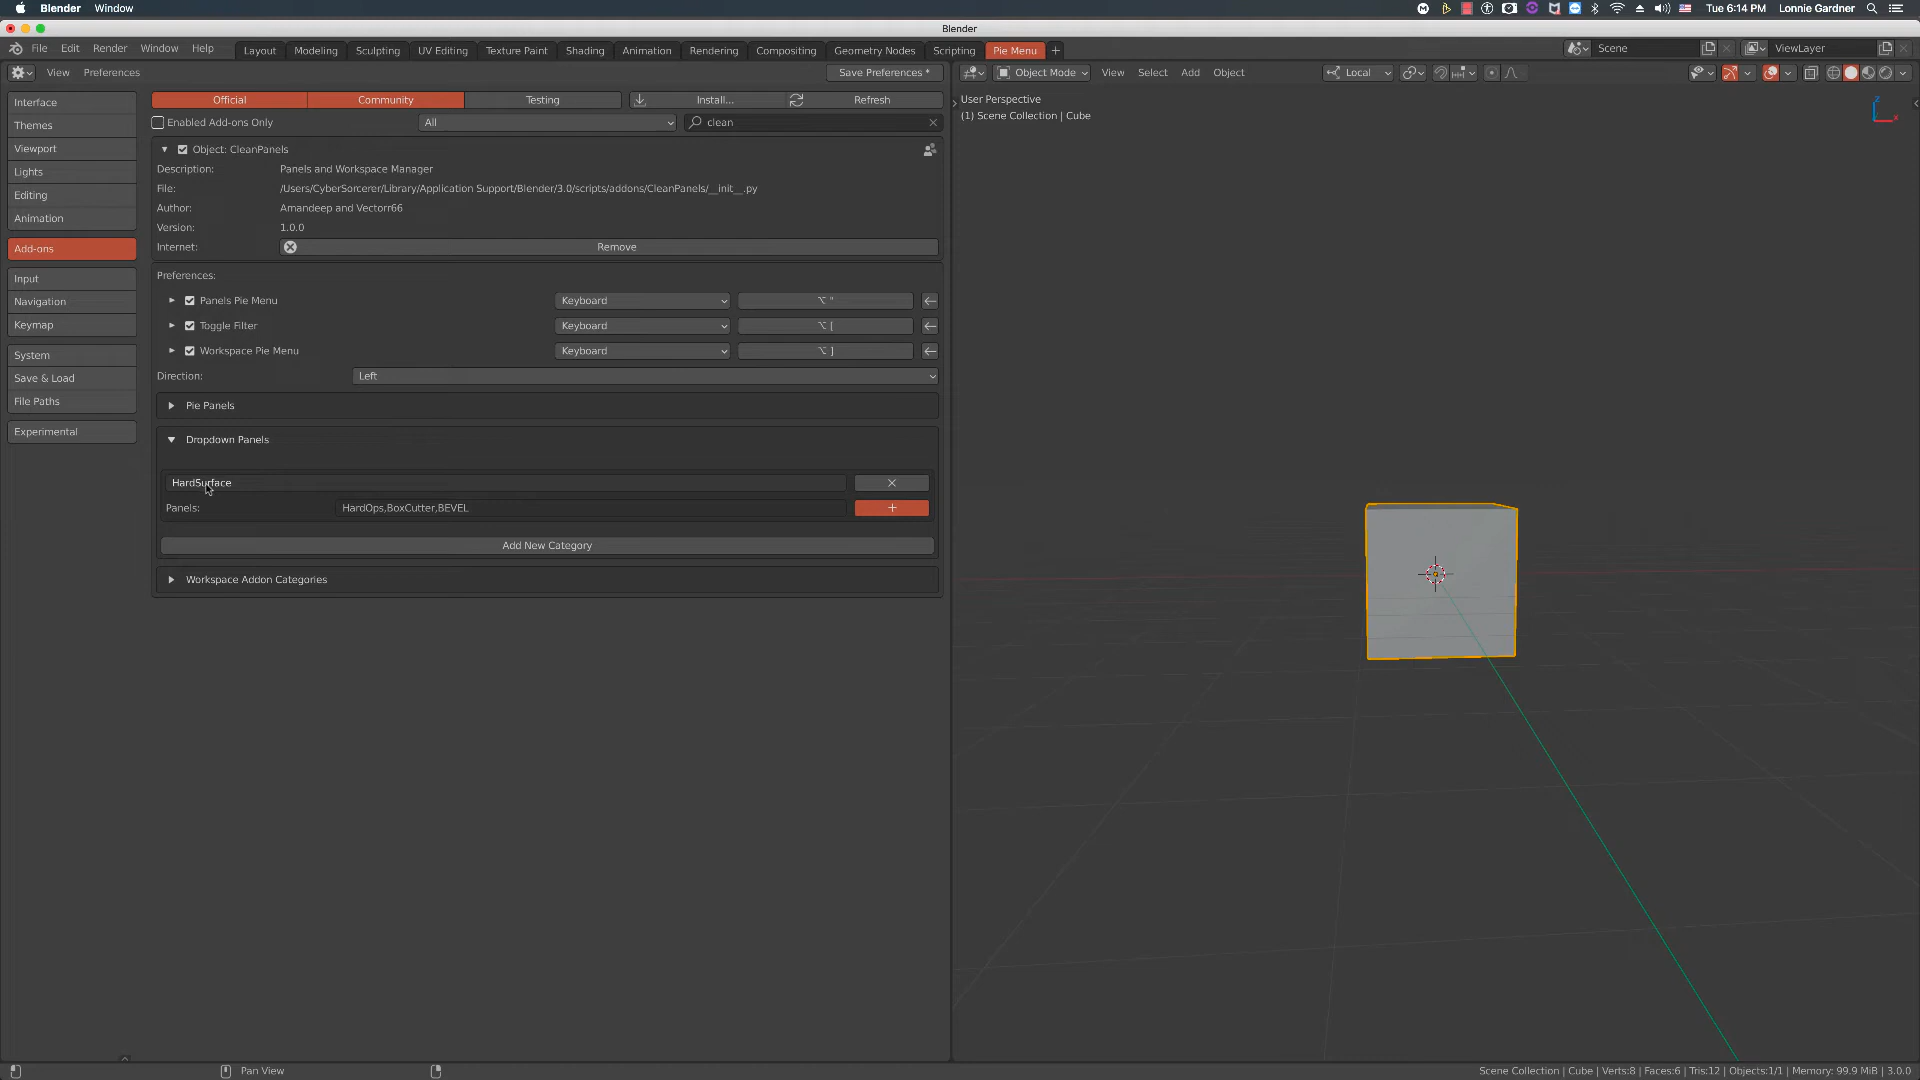 Blender Window Tue 6:14 PM Lonnie Gardner
Blender
File Edit Render Window Help Layout Modeling Sculpting UV Editing Texture Paint Shading Animation Rendering Compositing Geometry Nodes Scripting Pie Menu + Scene ViewLayer
View Preferences Save Preferences * Object Mode View Select Add Object Local
Interface
Themes
Viewport
Lights
Editing
Animation
Add-ons
Input
Navigation
Keymap
System
Save & Load
File Paths
Experimental
Official Community Testing Install... Refresh
Enabled Add-ons Only All clean
Object: CleanPanels
Description: Panels and Workspace Manager
File: /Users/CyberSorcerer/Library/Application Support/Blender/3.0/scripts/addons/CleanPanels/__init__.py
Author: Amandeep and Vectorr66
Version: 1.0.0
Internet: Remove
Preferences:
Panels Pie Menu Keyboard ⌥ "
Toggle Filter Keyboard ⌥ [
Workspace Pie Menu Keyboard ⌥ ]
Direction: Left
Pie Panels
Dropdown Panels
HardSurface
Panels: HardOps,BoxCutter,BEVEL
Add New Category
Workspace Addon Categories
User Perspective
(1) Scene Collection | Cube
Z
X
Pan View
Scene Collection | Cube | Verts:8 | Faces:6 | Tris:12 | Objects:1/1 | Memory: 99.9 MiB | 3.0.0